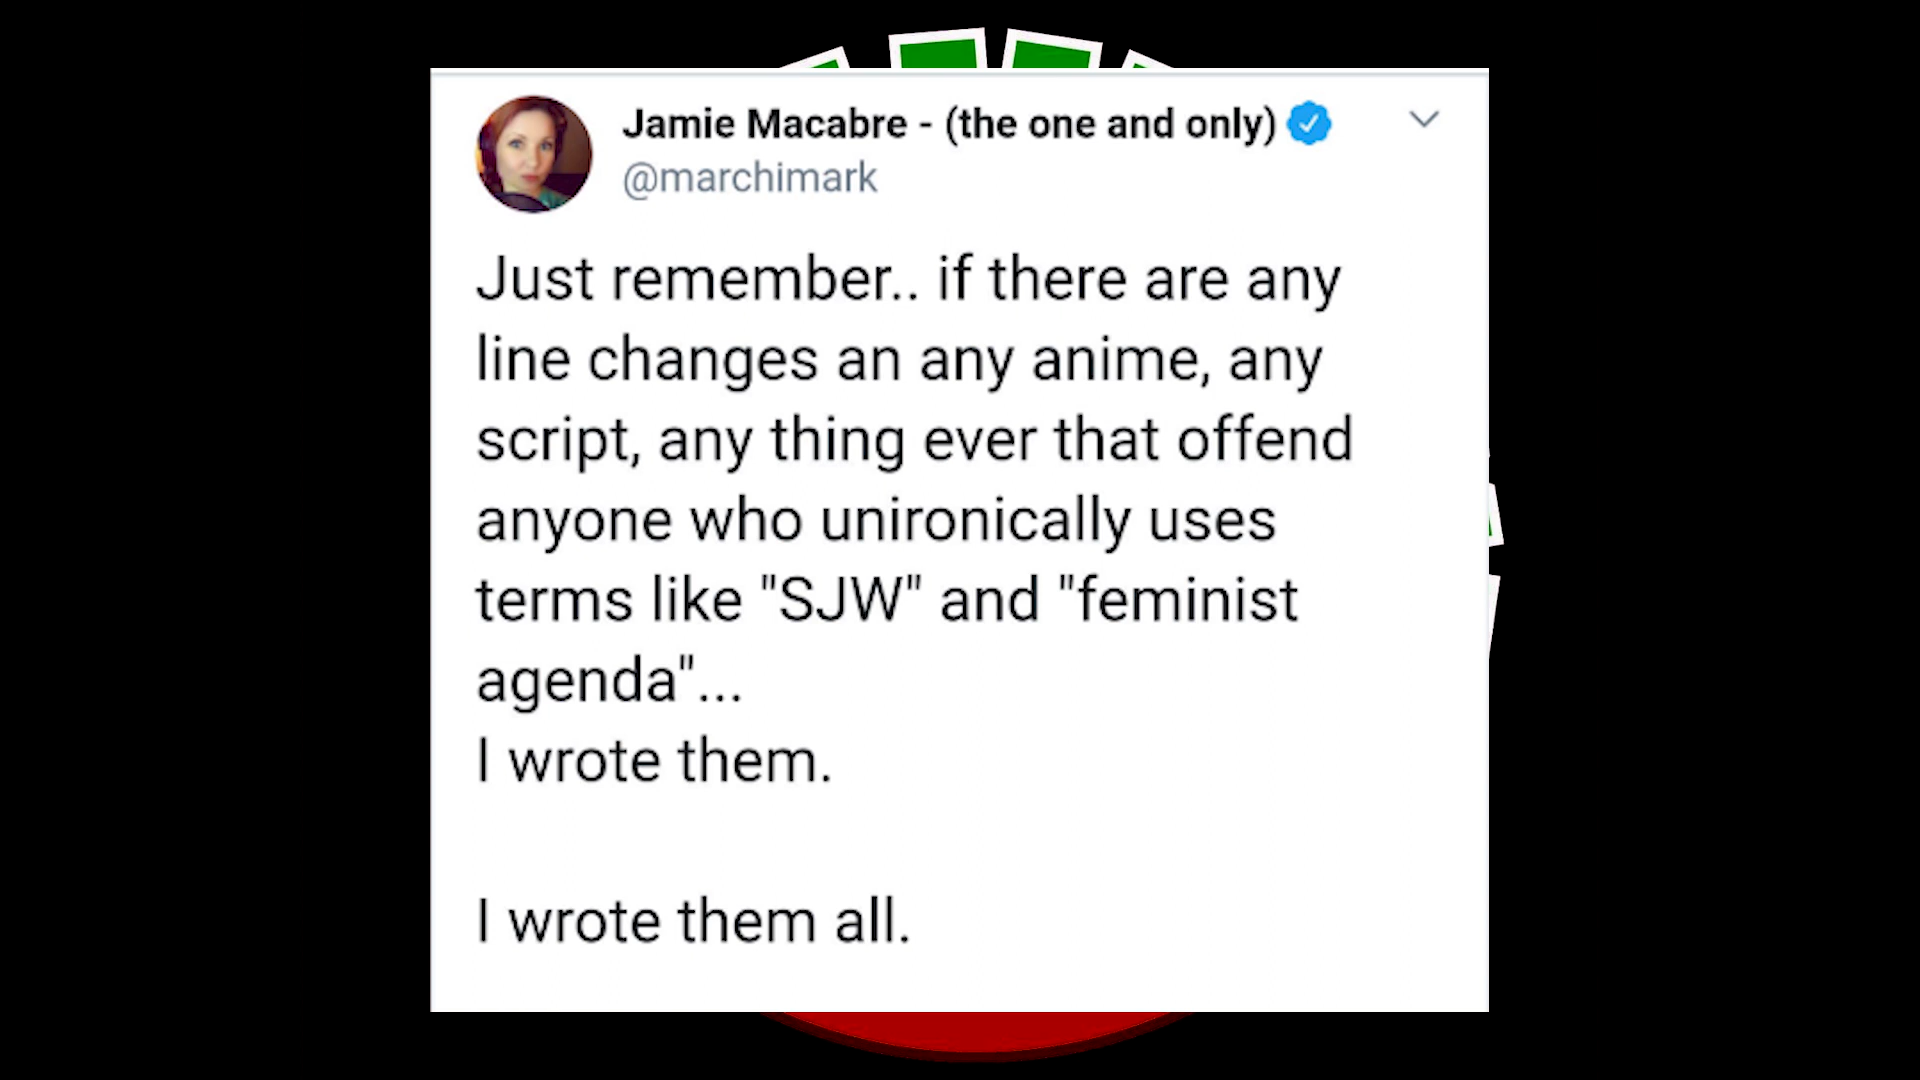 Jamie Macabre - (the one and only)
@marchimark
Just remember.. if there are any
line changes an any anime, any
script, any thing ever that offend
anyone who unironically uses
terms like "SJW" and "feminist
agenda"...
I wrote them.
I wrote them all.